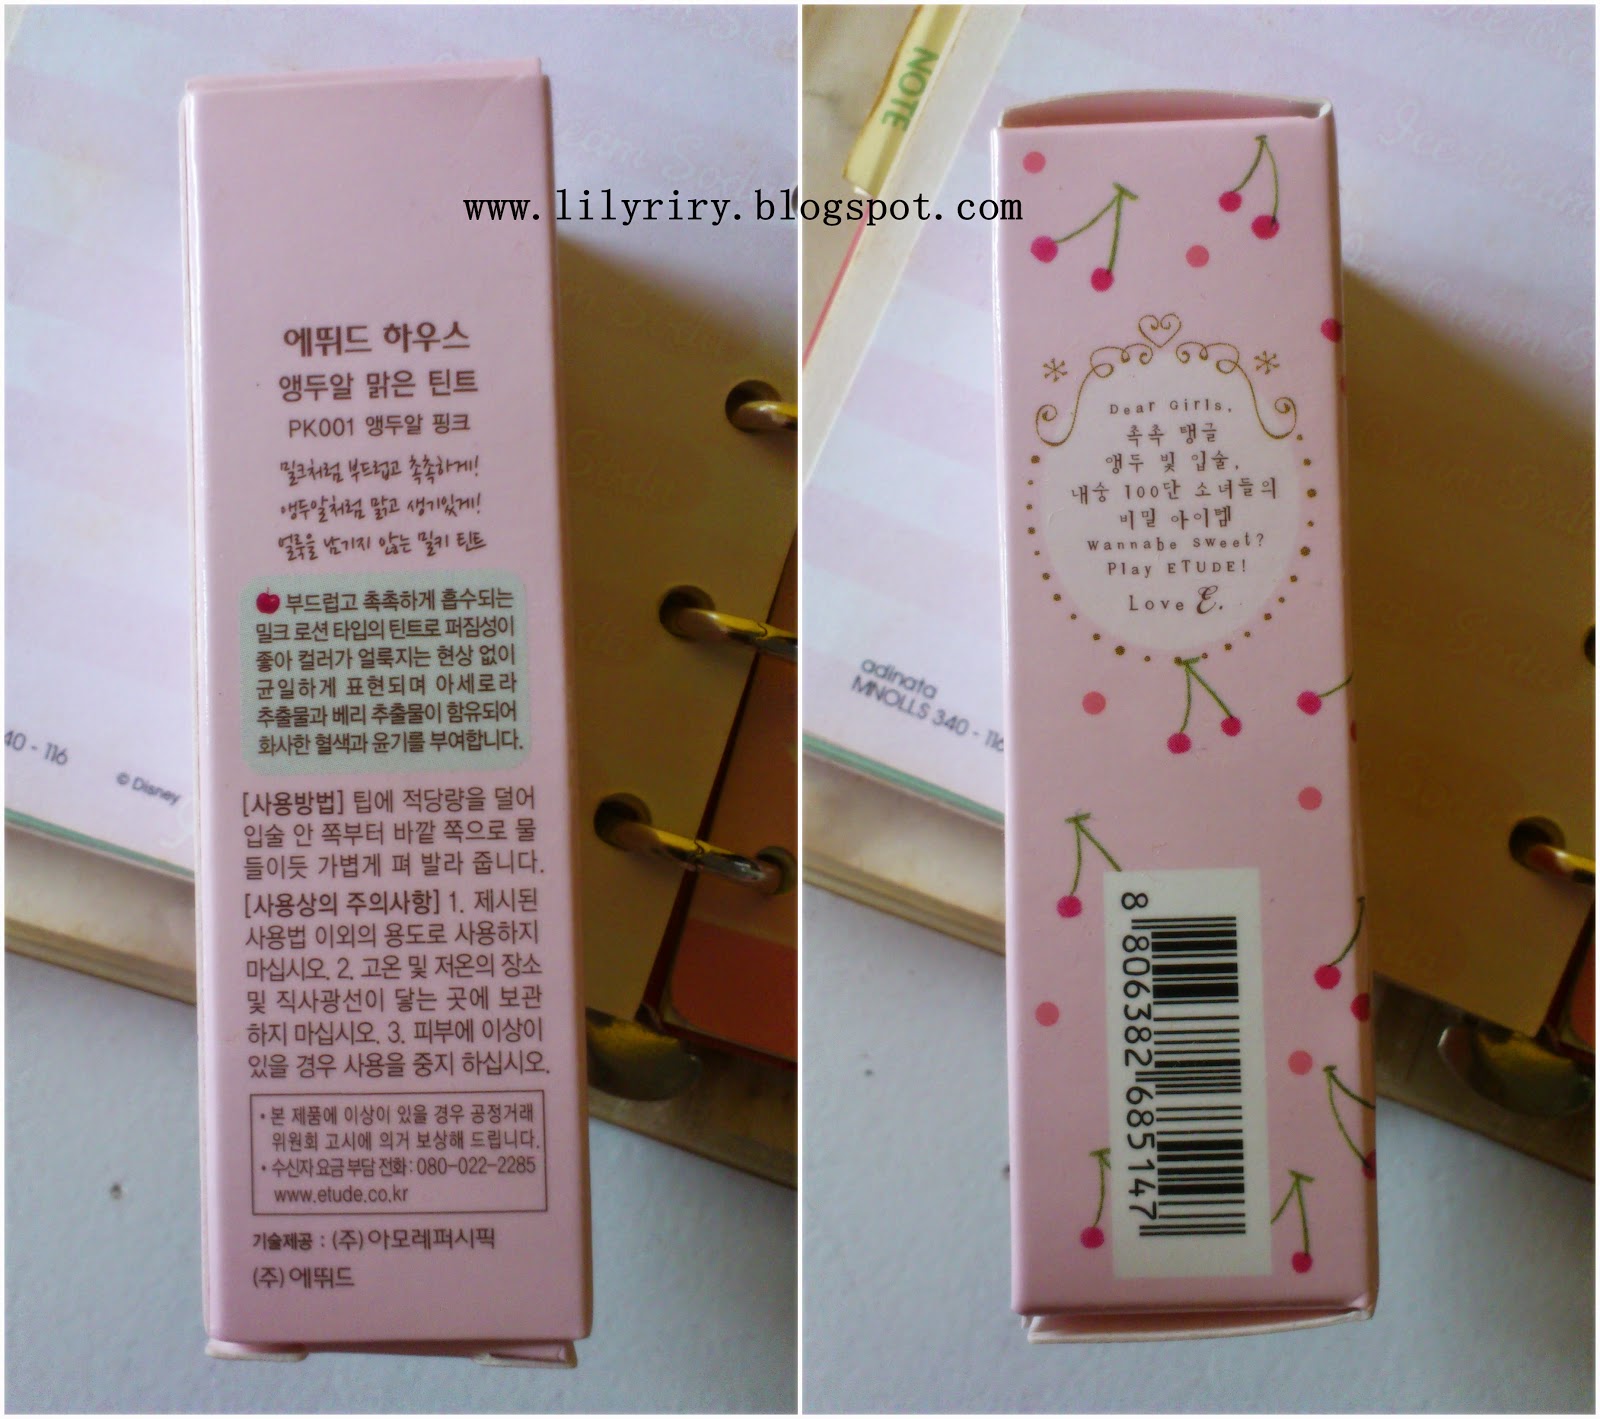 www.lilyriry.blogspot.com
에뛰드 하우스
앵두알 맑은 틴트
PK001 앵두알 핑크
밀크처럼 부드럽고 촉촉하게!
앵두알처럼 맑고 생기있게!
얼룩을 남기지 않는 밀키 틴트
부드럽고 촉촉하게 흡수되는
밀크 로션 타입의 틴트로 퍼짐성이
좋아 컬러가 얼룩지는 현상 없이
균일하게 표현되며 아세로라
추출물과 베리 추출물이 함유되어
화사한 혈색과 윤기를 부여합니다.
[사용방법] 팁에 적당량을 덜어
입술 안 쪽부터 바깥 쪽으로 물
들이듯 가볍게 펴 발라 줍니다.
[사용상의 주의사항] 1. 제시된
사용법 이외의 용도로 사용하지
마십시오. 2. 고온 및 저온의 장소
및 직사광선이 닿는 곳에 보관
하지 마십시오. 3. 피부에 이상이
있을 경우 사용을 중지 하십시오.
• 본 제품에 이상이 있을 경우 공정거래
위원회 고시에 의거 보상해 드립니다.
• 수신자 요금 부담 전화 : 080-022-2285
www.etude.co.kr
기술제공 : (주)아모레퍼시픽
(주)에뛰드
40 - 116
© Disney
NOTE
Dear Girls,
촉촉 탱글
앵두 빛 입술,
내숭 100단 소녀들의
비밀 아이템
Wannabe sweet?
Play ETUDE!
Love E.
adinata
MNOLLS 340 - 116
8 806382 685147